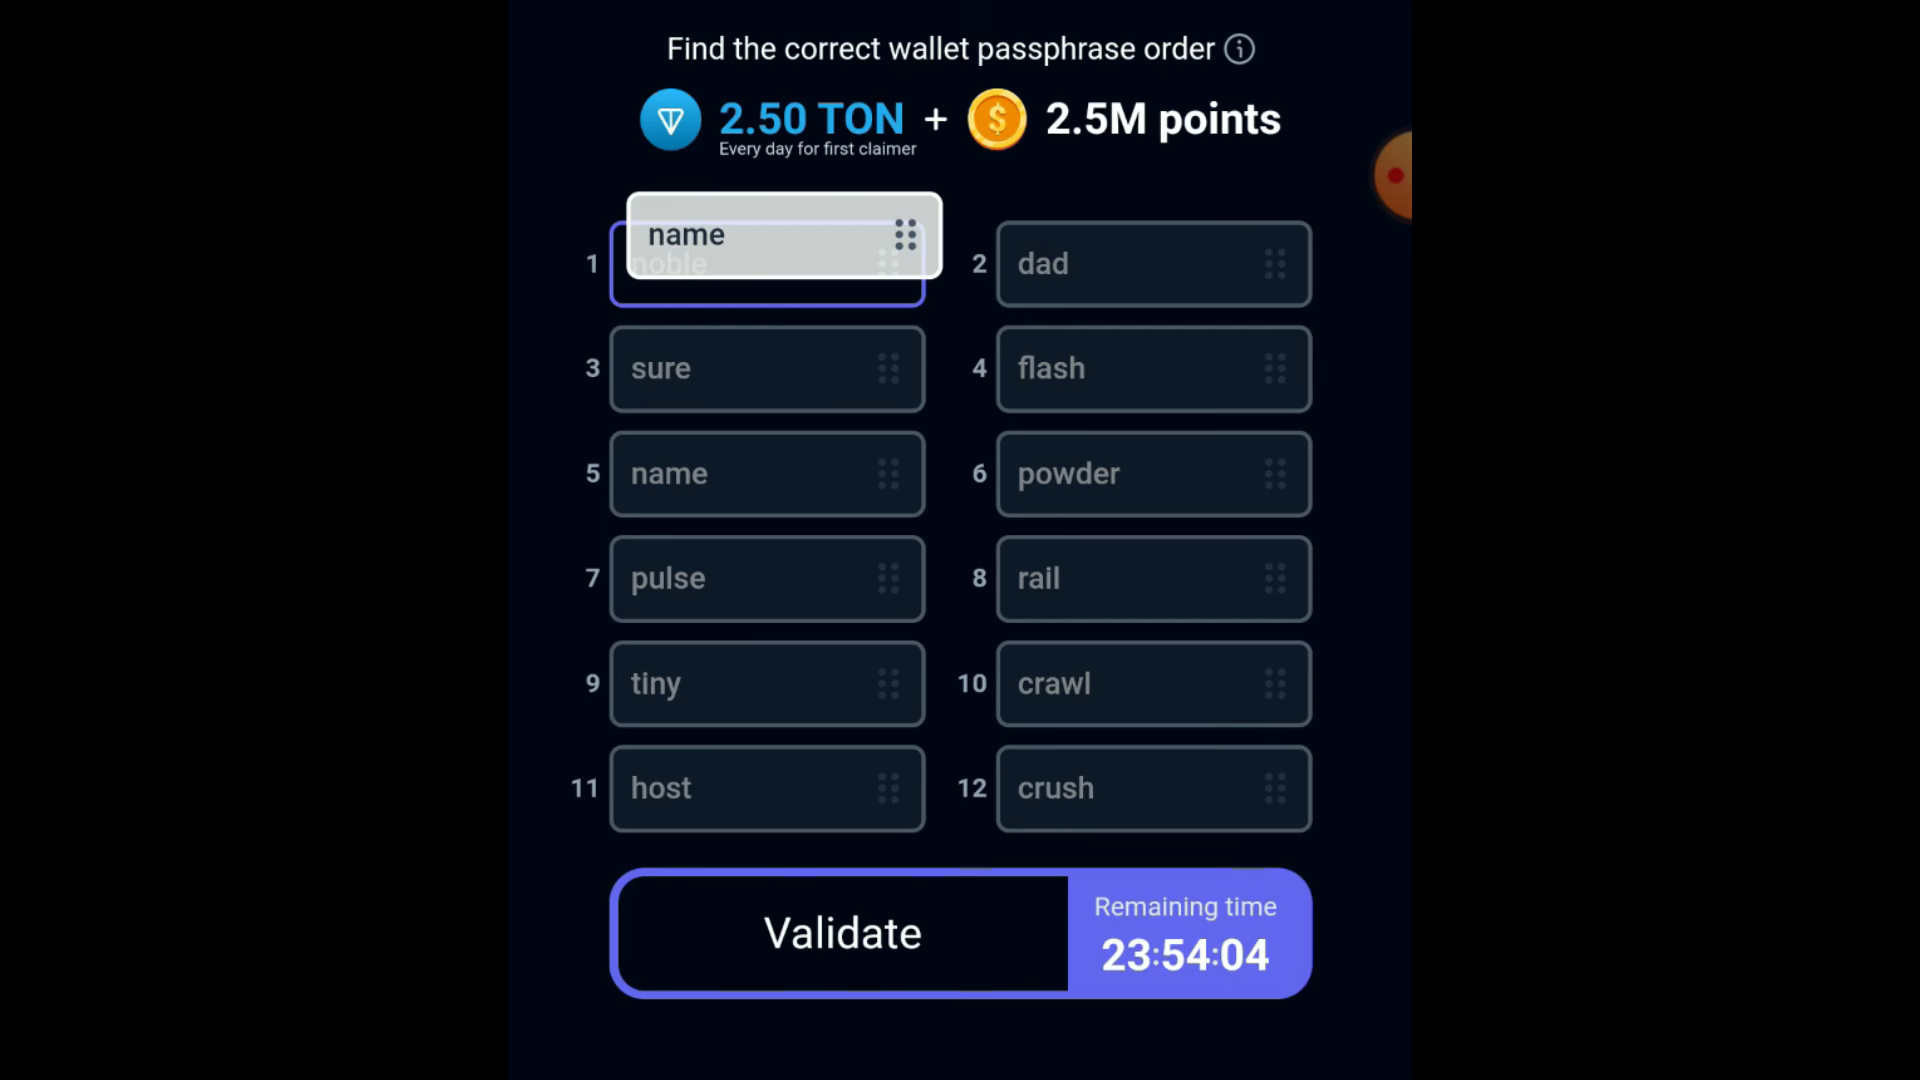 Find the correct wallet passphrase order
2.50 TON + 2.5M points
Every day for first claimer
name
1 noble 2 dad
3 sure 4 flash
5 name 6 powder
7 pulse 8 rail
9 tiny 10 crawl
11 host 12 crush
Validate
Remaining time
23:54:04